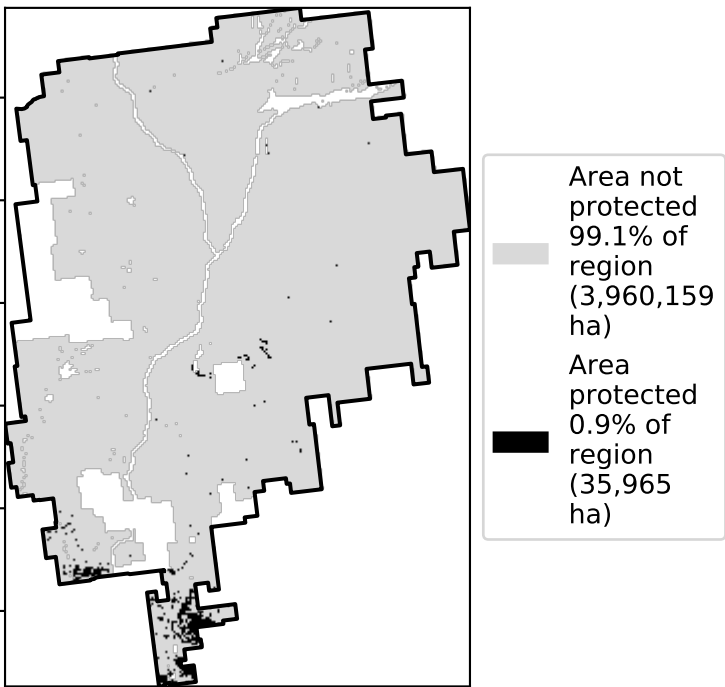 Area not
protected
99.1% of
region
(3,960,159
ha)
Area
protected
0.9% of
region
(35,965
ha)